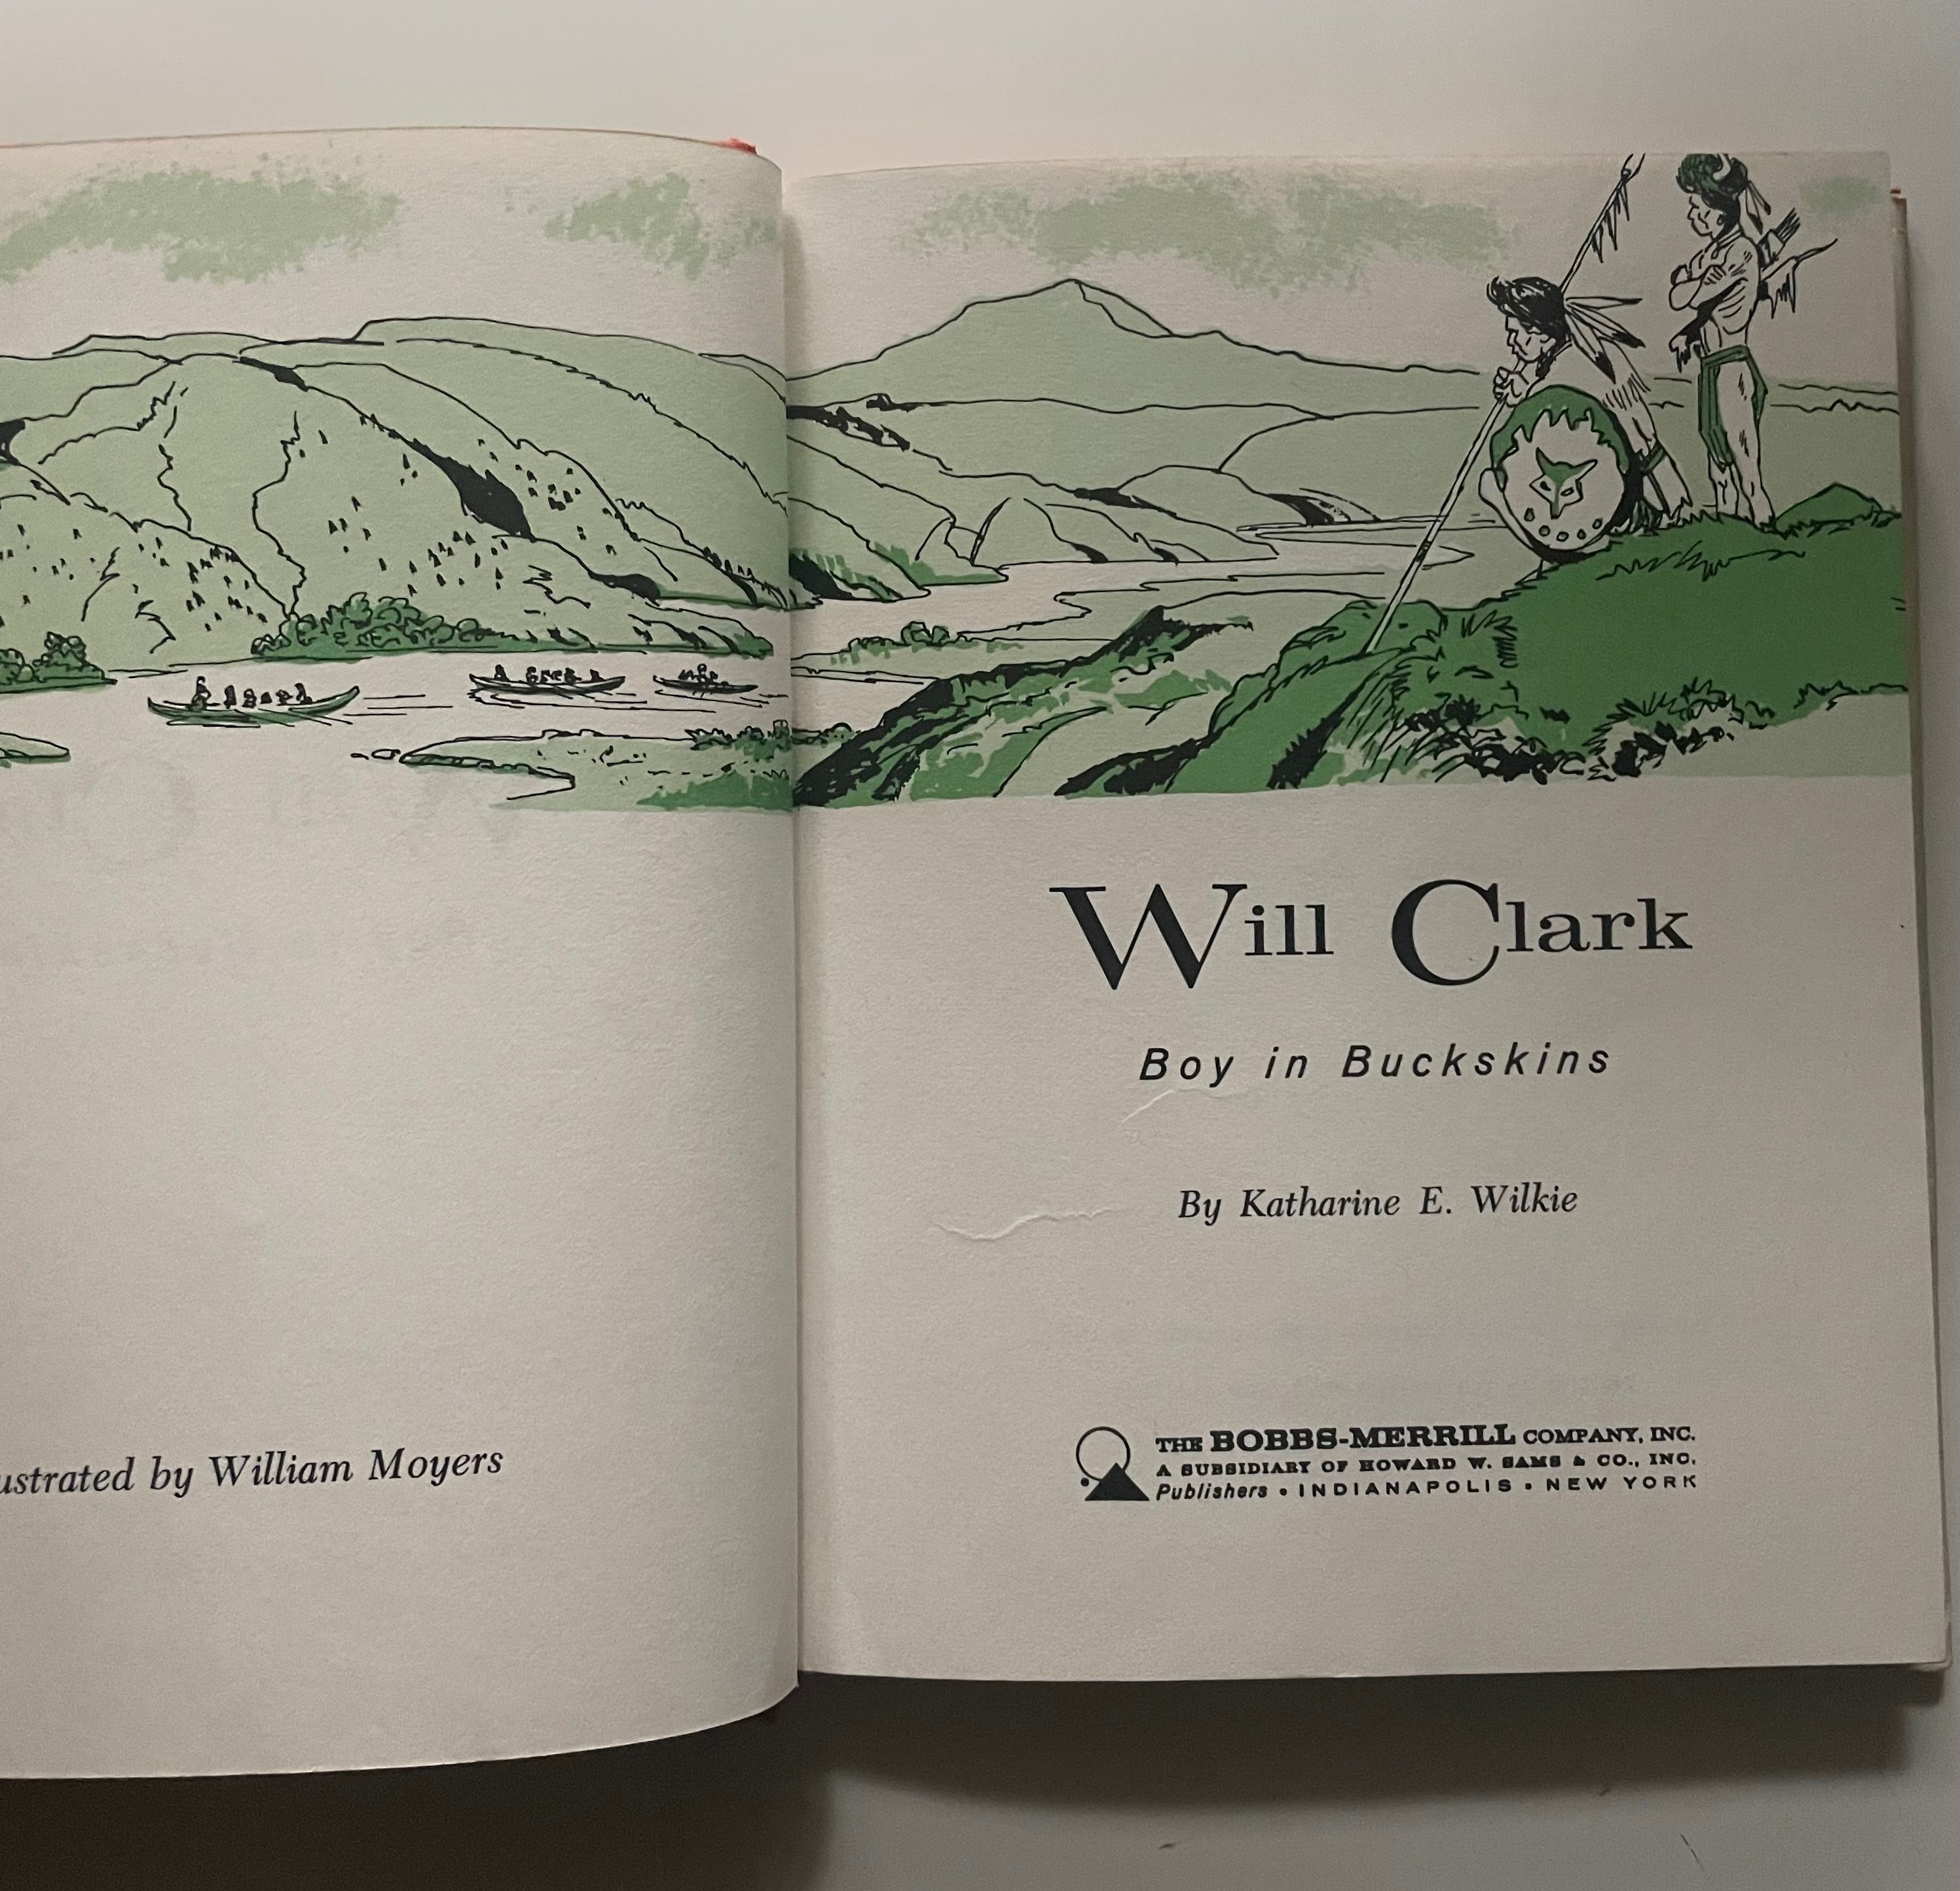 ustrated by William Moyers
Will Clark
Boy in Buckskins
By Katharine E. Wilkie
THE BOBBS-MERRILL COMPANY, INC.
A SUBSIDIARY OF HOWARD W. SAMS & CO., INC.
Publishers • INDIANAPOLIS • NEW YORK